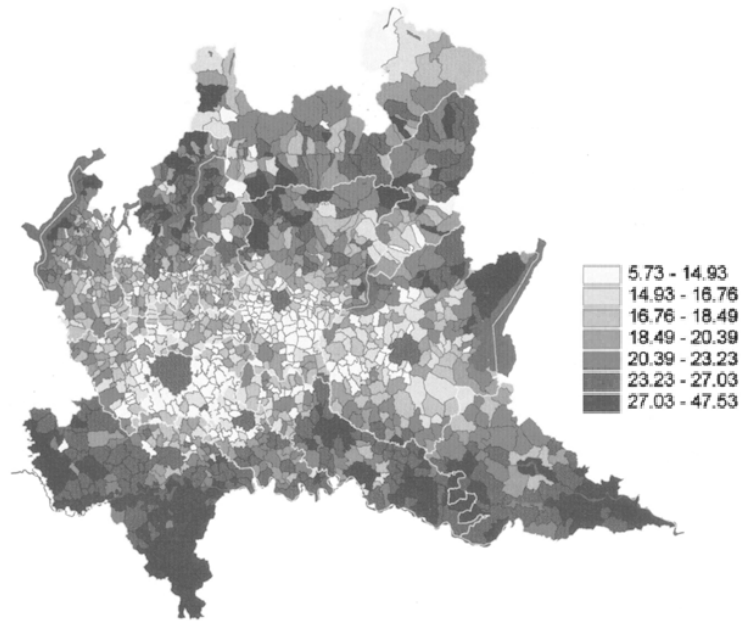 5.73 - 14.93
14.93 - 16.76
16.76 - 18.49
18.49 - 20.39
20.39 - 23.23
23.23 - 27.03
27.03 - 47.53